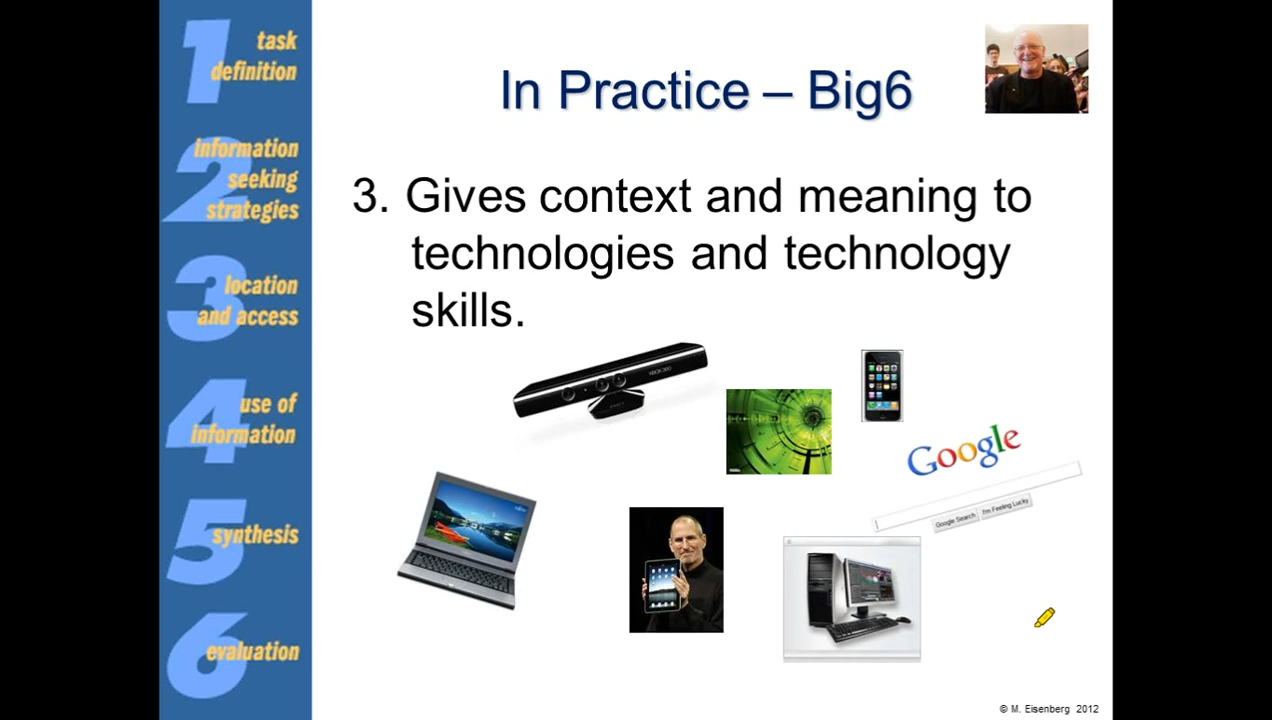 1 task
definition
2 information
seeking
strategies
3 location
and access
4 use of
information
5 synthesis
6 evaluation
In Practice – Big6
3. Gives context and meaning to
technologies and technology
skills.
XBOX360
Google
Google Search I'm Feeling Lucky
© M. Eisenberg 2012